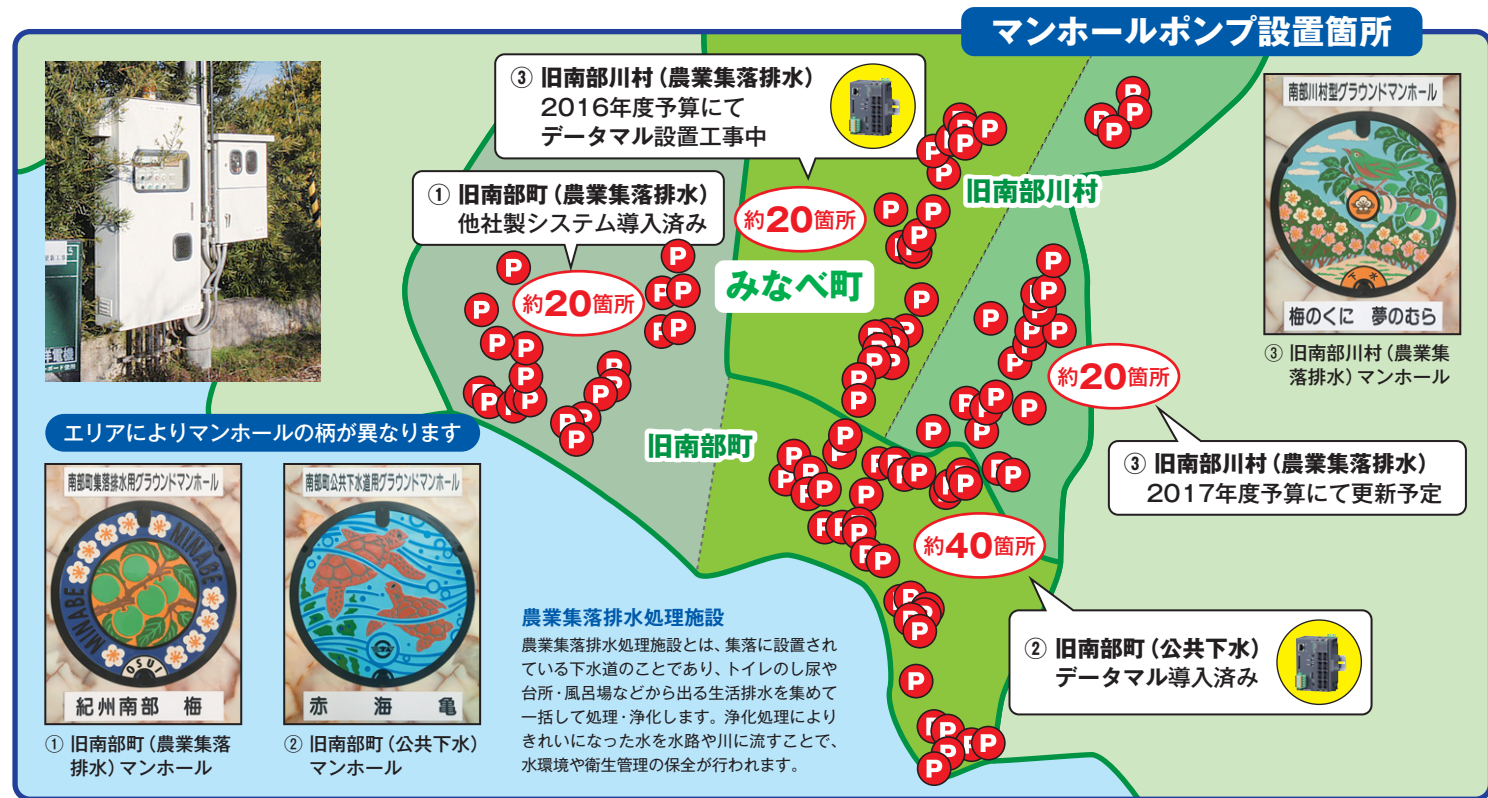 マンホールポンプ設置箇所
③ 旧南部川村（農業集落排水）
2016年度予算にて
データマル設置工事中
① 旧南部町（農業集落排水）
他社製システム導入済み
約20箇所
約20箇所
みなべ町
旧南部川村
旧南部町
約20箇所
③ 旧南部川村（農業集落排水）
2017年度予算にて更新予定
約40箇所
② 旧南部町（公共下水）
データマル導入済み
南部川村型グラウンドマンホール
下水
梅のくに 夢のむら
③ 旧南部川村（農業集
落排水）マンホール
エリアによりマンホールの柄が異なります
南部町集落排水用グラウンドマンホール
MINABE
MINABE
OSUI
紀州南部 梅
① 旧南部町（農業集落
排水）マンホール
南部町公共下水道用グラウンドマンホール
赤 海 亀
② 旧南部町（公共下水）
マンホール
農業集落排水処理施設
農業集落排水処理施設とは、集落に設置され
ている下水道のことであり、トイレのし尿や
台所・風呂場などから出る生活排水を集めて
一括して処理・浄化します。浄化処理により
きれいになった水を水路や川に流すことで、
水環境や衛生管理の保全が行われます。